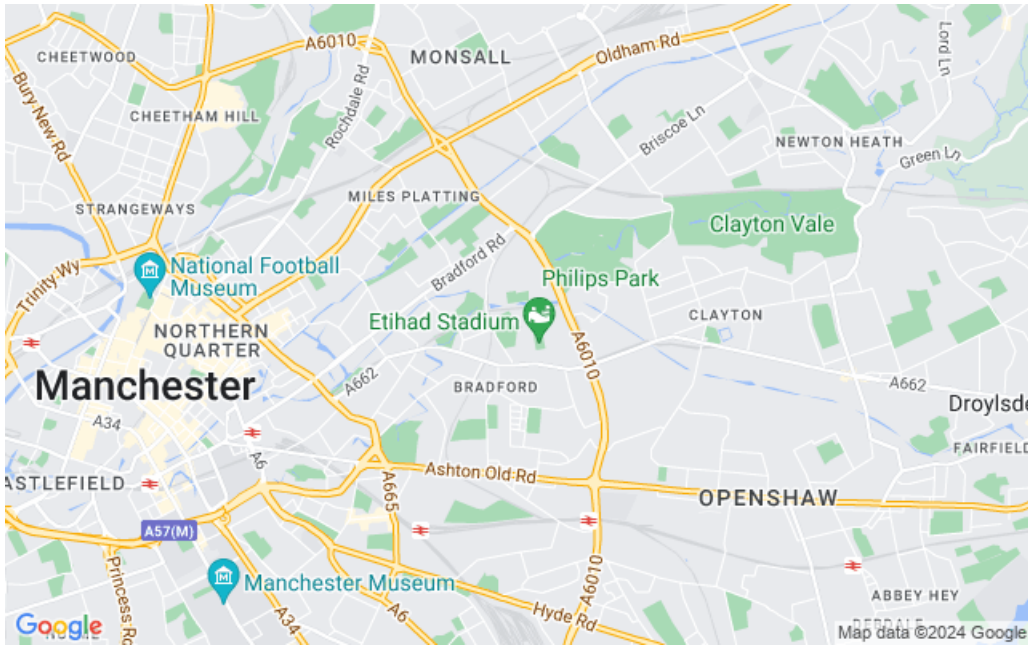 A6010
MONSALL
Oldham Rd
Lord Ln
CHEETWOOD
Bury New Rd
CHEETHAM HILL
Rochdale Rd
Briscoe Ln
NEWTON HEATH
Green Ln
MILES PLATTING
STRANGEWAYS
Clayton Vale
Bradford Rd
Trinity Wy
National Football
Museum
Philips Park
Etihad Stadium
CLAYTON
NORTHERN
QUARTER
A6010
A662
Manchester
BRADFORD
A662
Droylsde
A34
FAIRFIELD
A6
Ashton Old Rd
ASTLEFIELD
A665
OPENSHAW
A57(M)
Princess Rd
Manchester Museum
A6010
ABBEY HEY
A34
A6
Hyde Rd
Google
Map data ©2024 Google